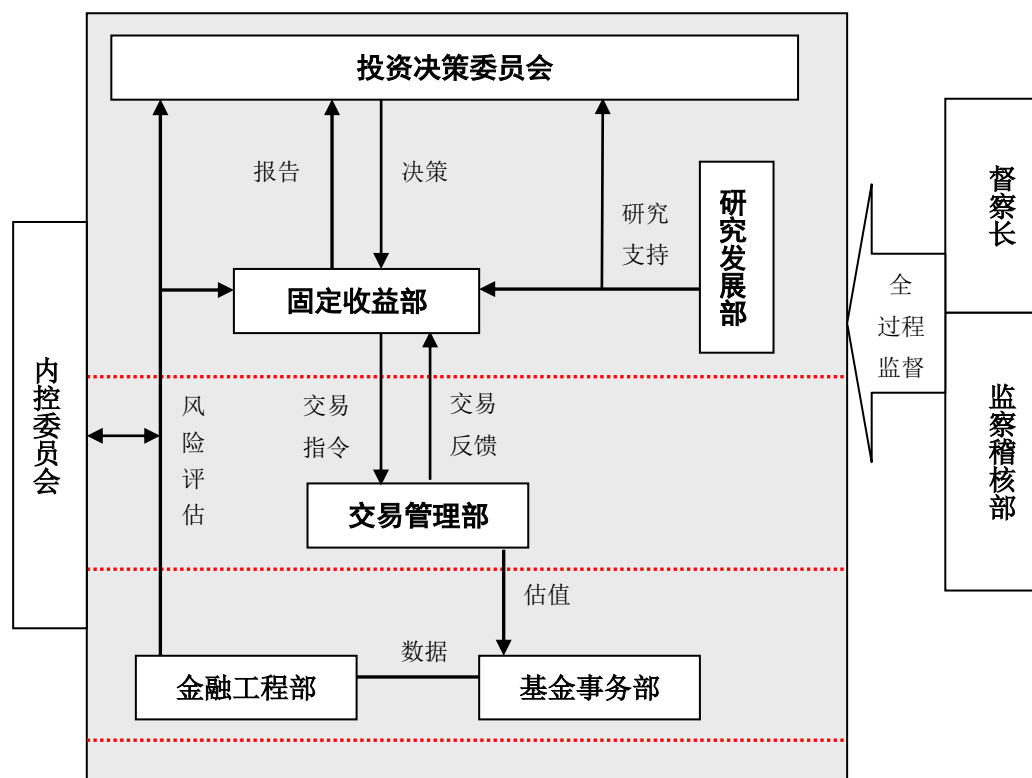 投资决策委员会
报告
决策
研究
支持
研究发展部
督察长
固定收益部
全
过程
监督
内控委员会
风
险
评
估
交易
指令
交易
反馈
监察稽核部
交易管理部
估值
数据
金融工程部
基金事务部